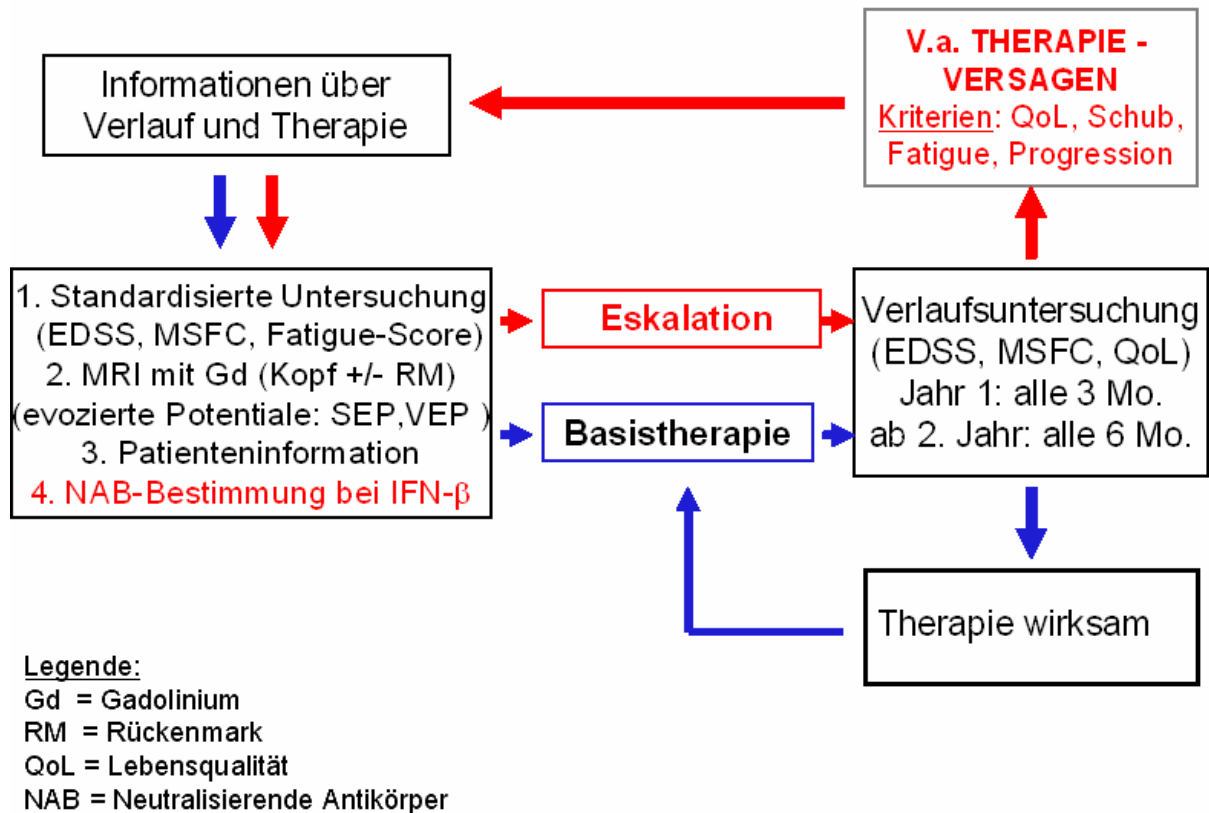 Informationen über
Verlauf und Therapie
V.a. THERAPIE -
VERSAGEN
Kriterien: QoL, Schub,
Fatigue, Progression
1. Standardisierte Untersuchung
(EDSS, MSFC, Fatigue-Score)
2. MRI mit Gd (Kopf +/- RM)
(evozierte Potentiale: SEP,VEP )
3. Patienteninformation
4. NAB-Bestimmung bei IFN-β
Eskalation
Basistherapie
Verlaufsuntersuchung
(EDSS, MSFC, QoL)
Jahr 1: alle 3 Mo.
ab 2. Jahr: alle 6 Mo.
Therapie wirksam
Legende:
Gd = Gadolinium
RM = Rückenmark
QoL = Lebensqualität
NAB = Neutralisierende Antikörper